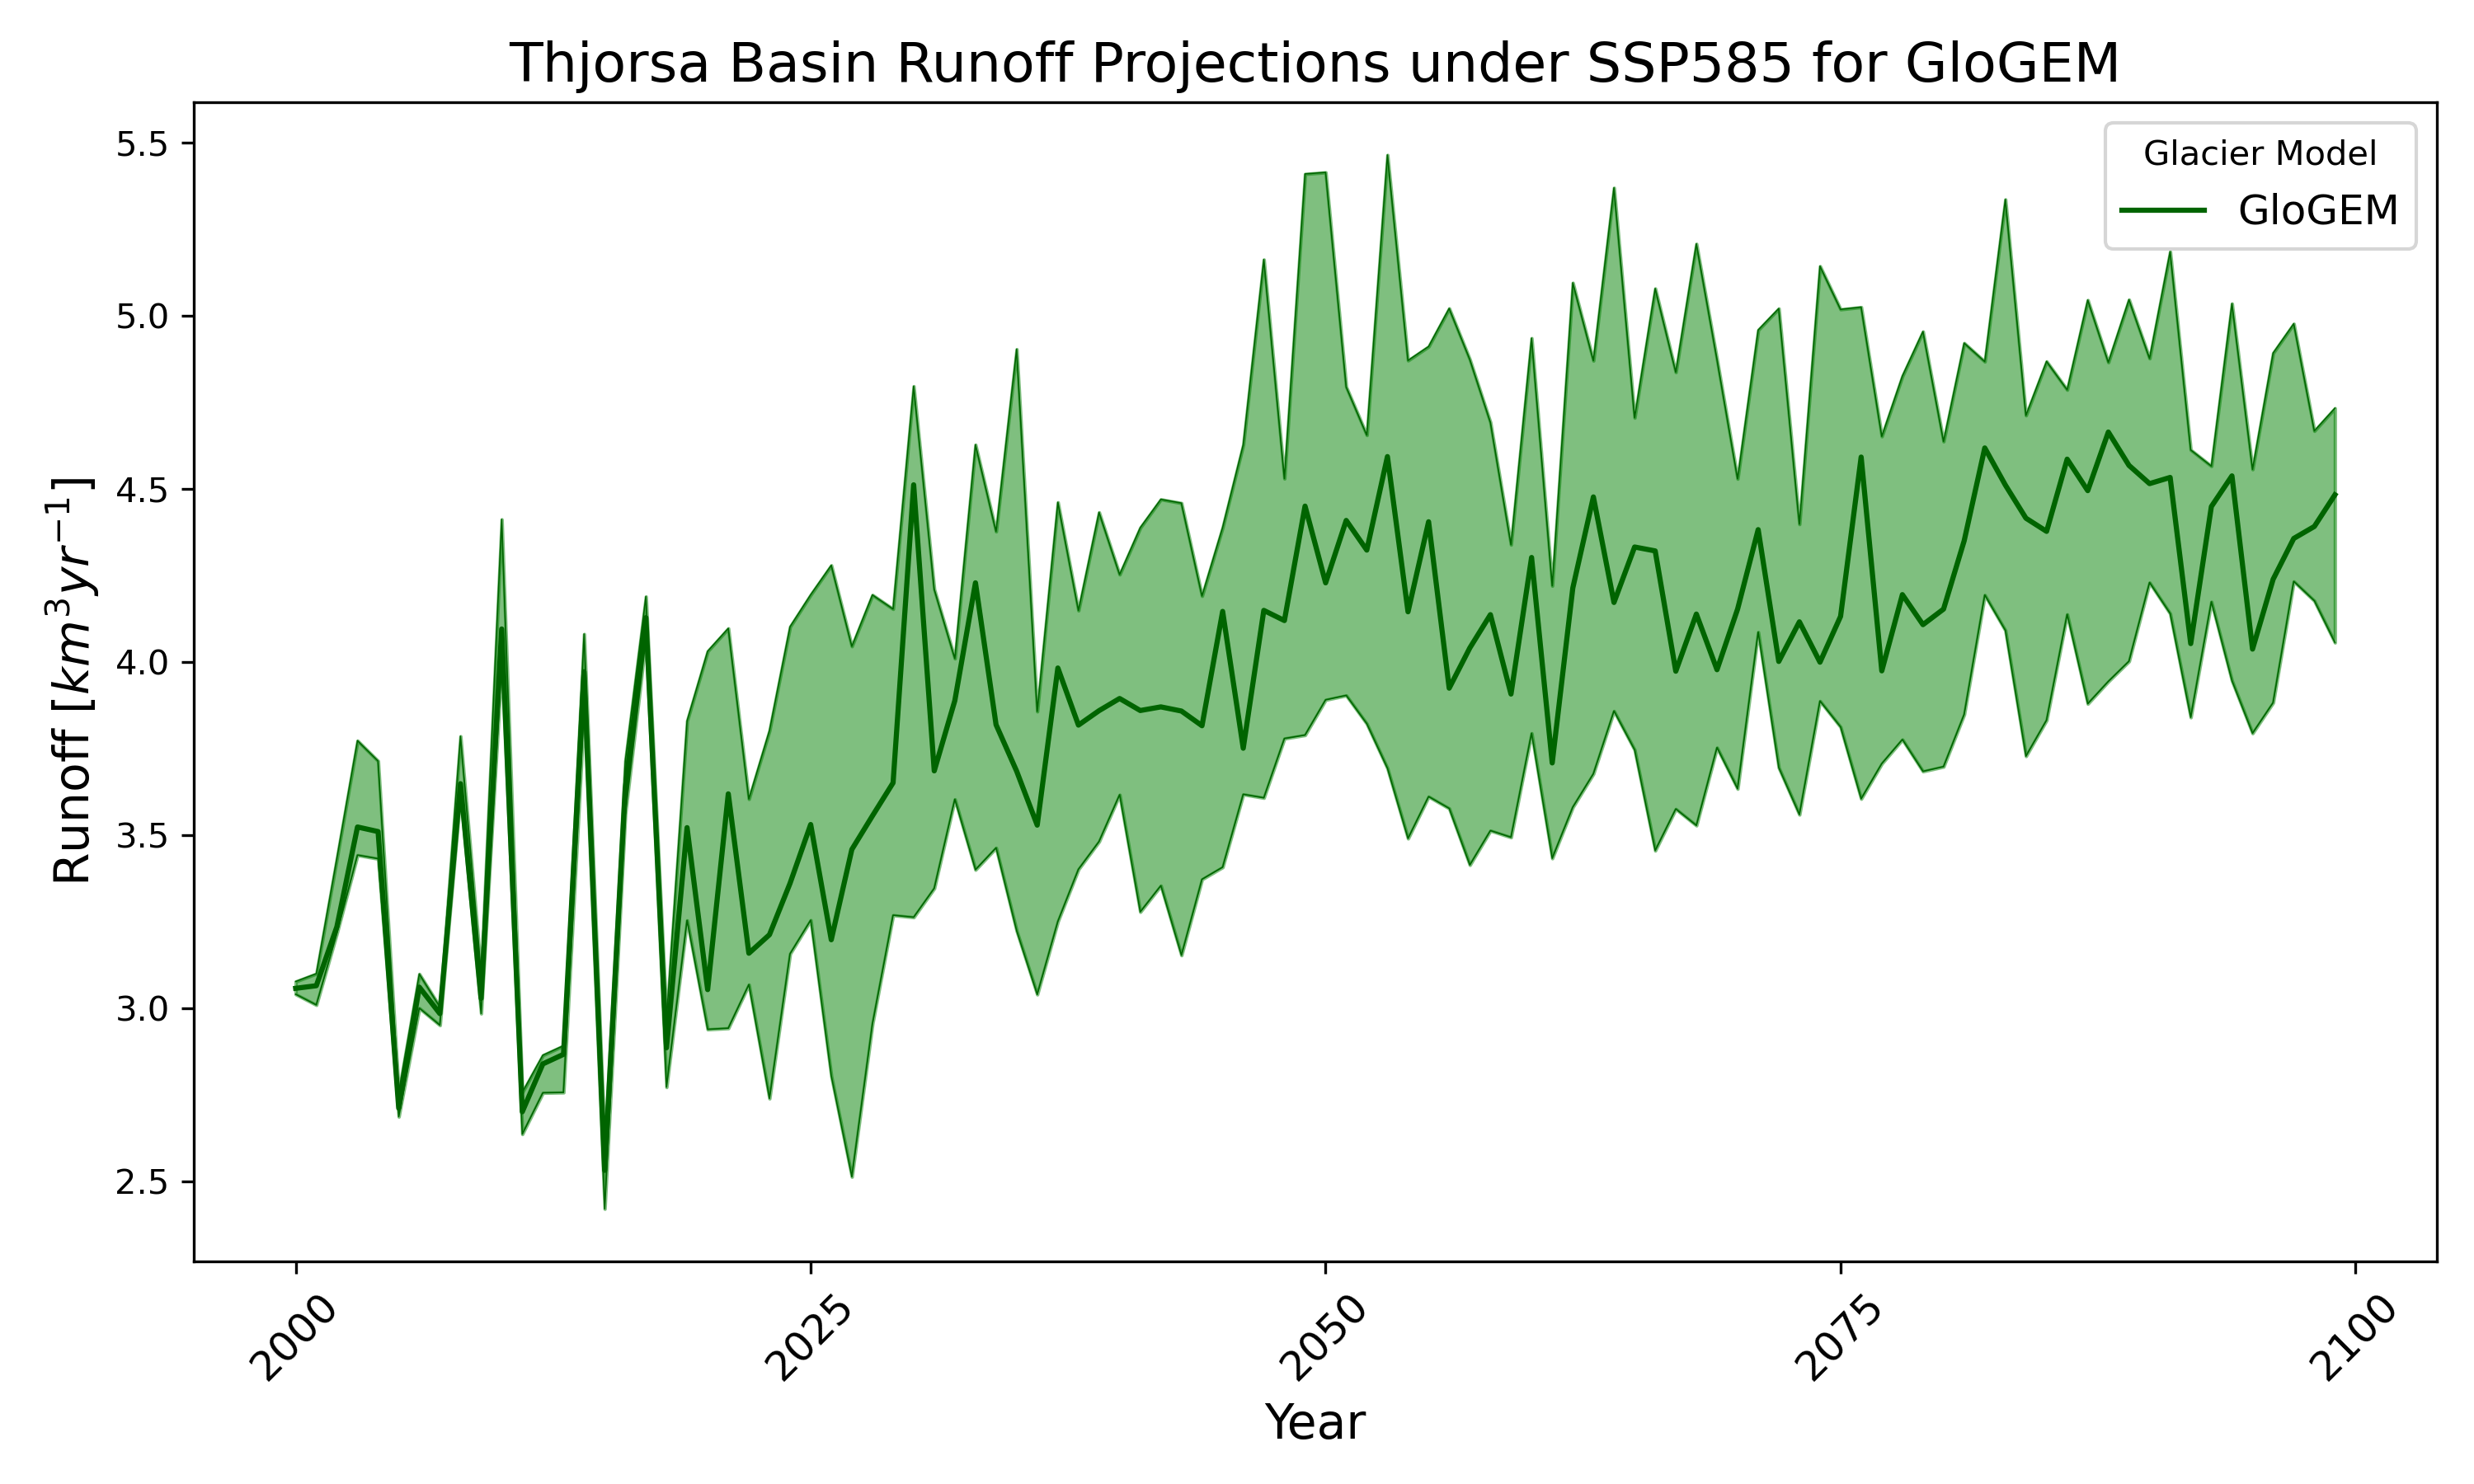 Thjorsa Basin Runoff Projections under SSP585 for GloGEM
Glacier Model
GloGEM
Runoff [km³yr⁻¹]
5.5
5.0
4.5
4.0
3.5
3.0
2.5
2000
2025
2050
2075
2100
Year